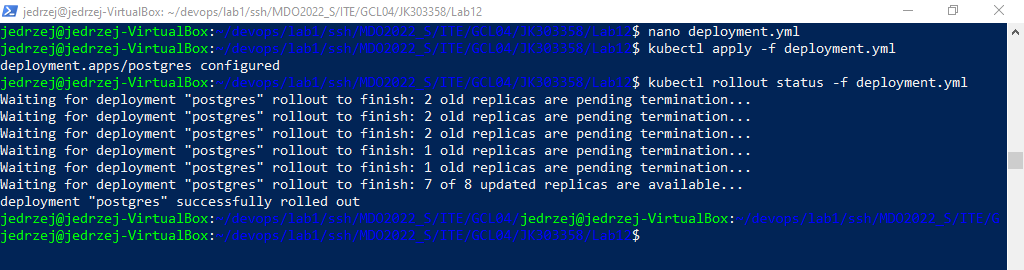 jedrzej@jedrzej-VirtualBox: ~/devops/lab1/ssh/MDO2022_S/ITE/GCL04/JK303358/Lab12
jedrzej@jedrzej-VirtualBox:~/devops/lab1/ssh/MDO2022_S/ITE/GCL04/JK303358/Lab12$ nano deployment.yml
jedrzej@jedrzej-VirtualBox:~/devops/lab1/ssh/MDO2022_S/ITE/GCL04/JK303358/Lab12$ kubectl apply -f deployment.yml
deployment.apps/postgres configured
jedrzej@jedrzej-VirtualBox:~/devops/lab1/ssh/MDO2022_S/ITE/GCL04/JK303358/Lab12$ kubectl rollout status -f deployment.yml
Waiting for deployment "postgres" rollout to finish: 2 old replicas are pending termination...
Waiting for deployment "postgres" rollout to finish: 2 old replicas are pending termination...
Waiting for deployment "postgres" rollout to finish: 2 old replicas are pending termination...
Waiting for deployment "postgres" rollout to finish: 1 old replicas are pending termination...
Waiting for deployment "postgres" rollout to finish: 1 old replicas are pending termination...
Waiting for deployment "postgres" rollout to finish: 7 of 8 updated replicas are available...
deployment "postgres" successfully rolled out
jedrzej@jedrzej-VirtualBox:~/devops/lab1/ssh/MDO2022_S/ITE/GCL04/jedrzej@jedrzej-VirtualBox:~/devops/lab1/ssh/MDO2022_S/ITE/G
jedrzej@jedrzej-VirtualBox:~/devops/lab1/ssh/MDO2022_S/ITE/GCL04/JK303358/Lab12$